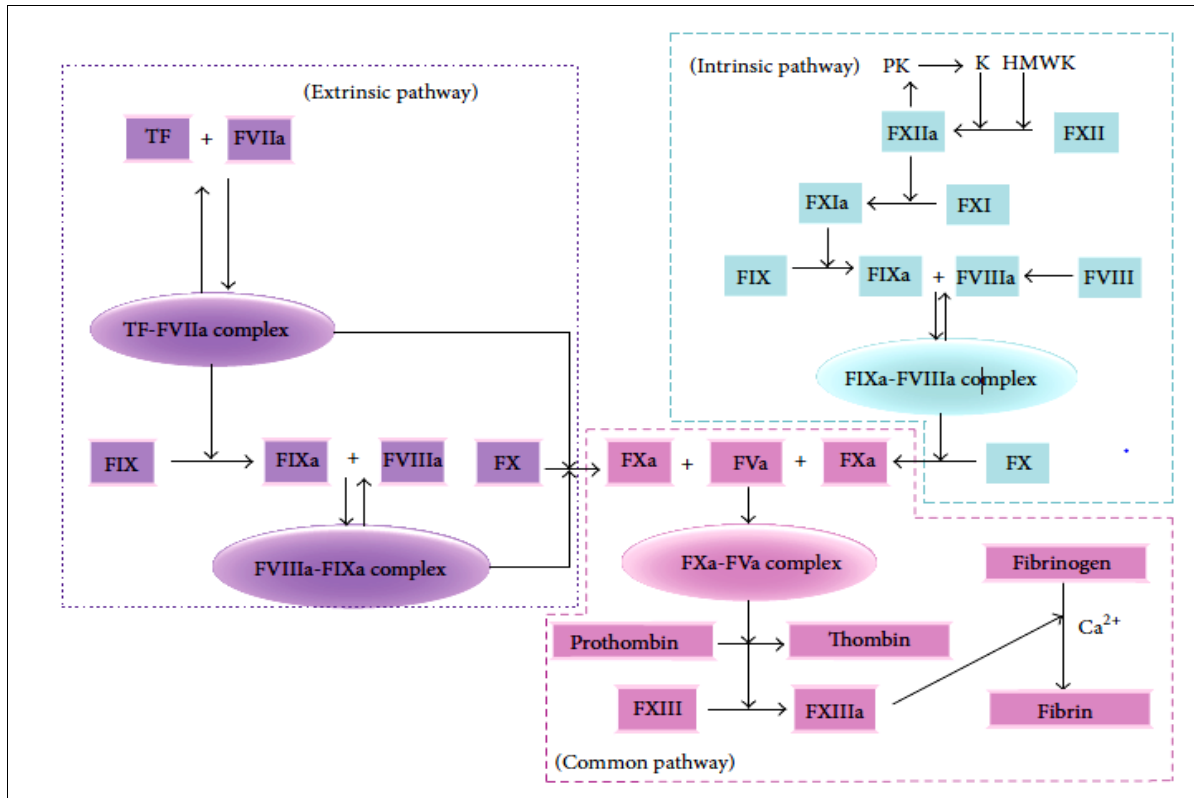 (Extrinsic pathway)
TF + FVIIa
TF-FVIIa complex
FIX FIXa + FVIIIa FX
FVIIIa-FIXa complex
(Intrinsic pathway) PK K HMWK
FXIIa FXII
FXIa FXI
FIX FIXa + FVIIIa FVIII
FIXa-FVIIIa complex
FX
FXa + FVa + FXa
FXa-FVa complex
Prothombin Thombin
FXIII FXIIIa
Fibrinogen
Ca²⁺
Fibrin
(Common pathway)